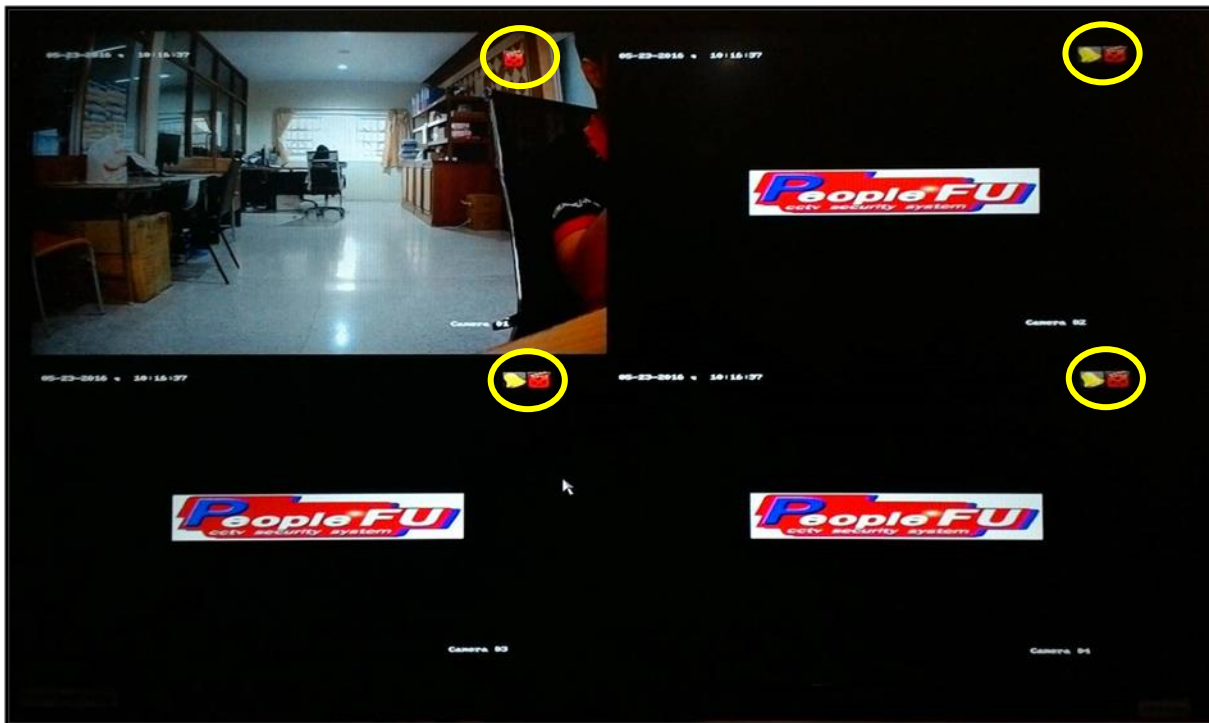 05-23-2016 10:16:37
Camera 01
05-23-2016 10:16:37
PeopleFU
cctv security system
Camera 02
05-23-2016 10:16:37
PeopleFU
cctv security system
Camera 03
05-23-2016 10:16:37
PeopleFU
cctv security system
Camera 04